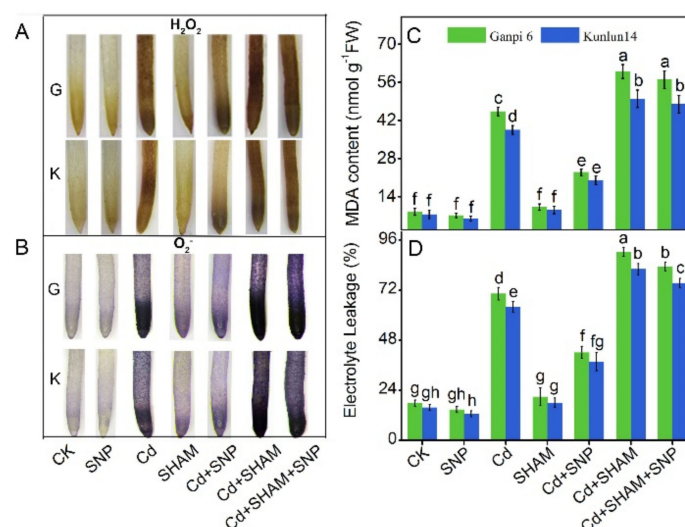 A
H2O2
G
K
B
O2-
G
K
CK
SNP
Cd
SHAM
Cd+SNP
Cd+SHAM
Cd+SHAM+SNP
C
Ganpi 6
Kunlun14
MDA content (nmol g-1FW)
70
56
42
28
14
f f
f f
c d
f f
e e
a b
a b
D
Electrolyte Leakage (%)
96
72
48
24
0
g gh
gh h
d e
g g
f fg
a b
b c
CK
SNP
Cd
SHAM
Cd+SNP
Cd+SHAM
Cd+SHAM+SNP